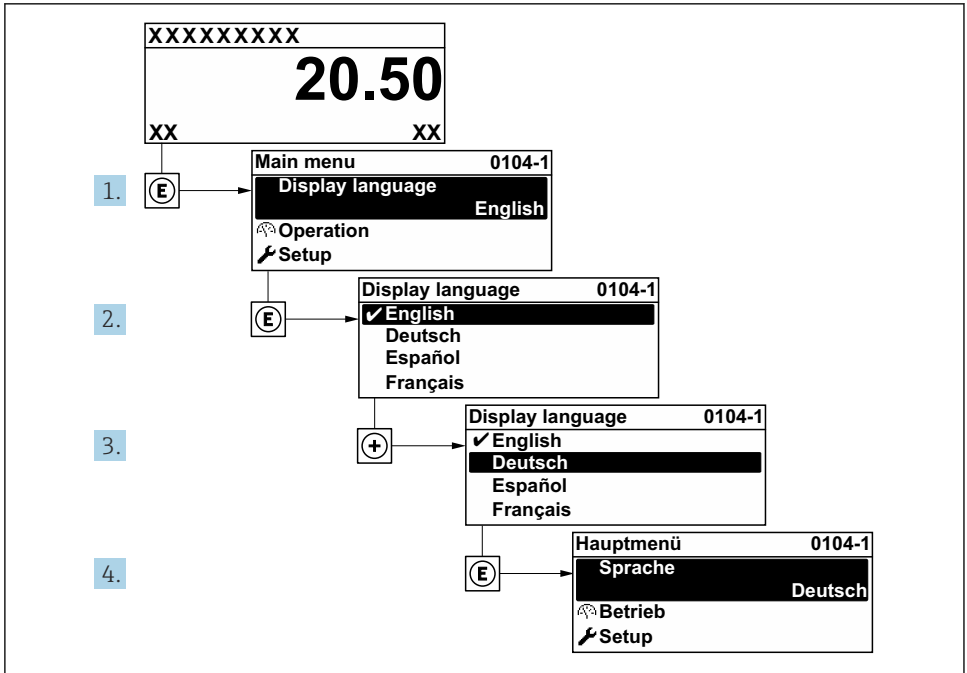 XXXXXXXXX
20.50
XX XX
1. E
Main menu 0104-1
Display language
English
Operation
Setup
2. E
Display language 0104-1
✔English
Deutsch
Español
Français
3. +
Display language 0104-1
✔English
Deutsch
Español
Français
4. E
Hauptmenü 0104-1
Sprache
Deutsch
Betrieb
Setup